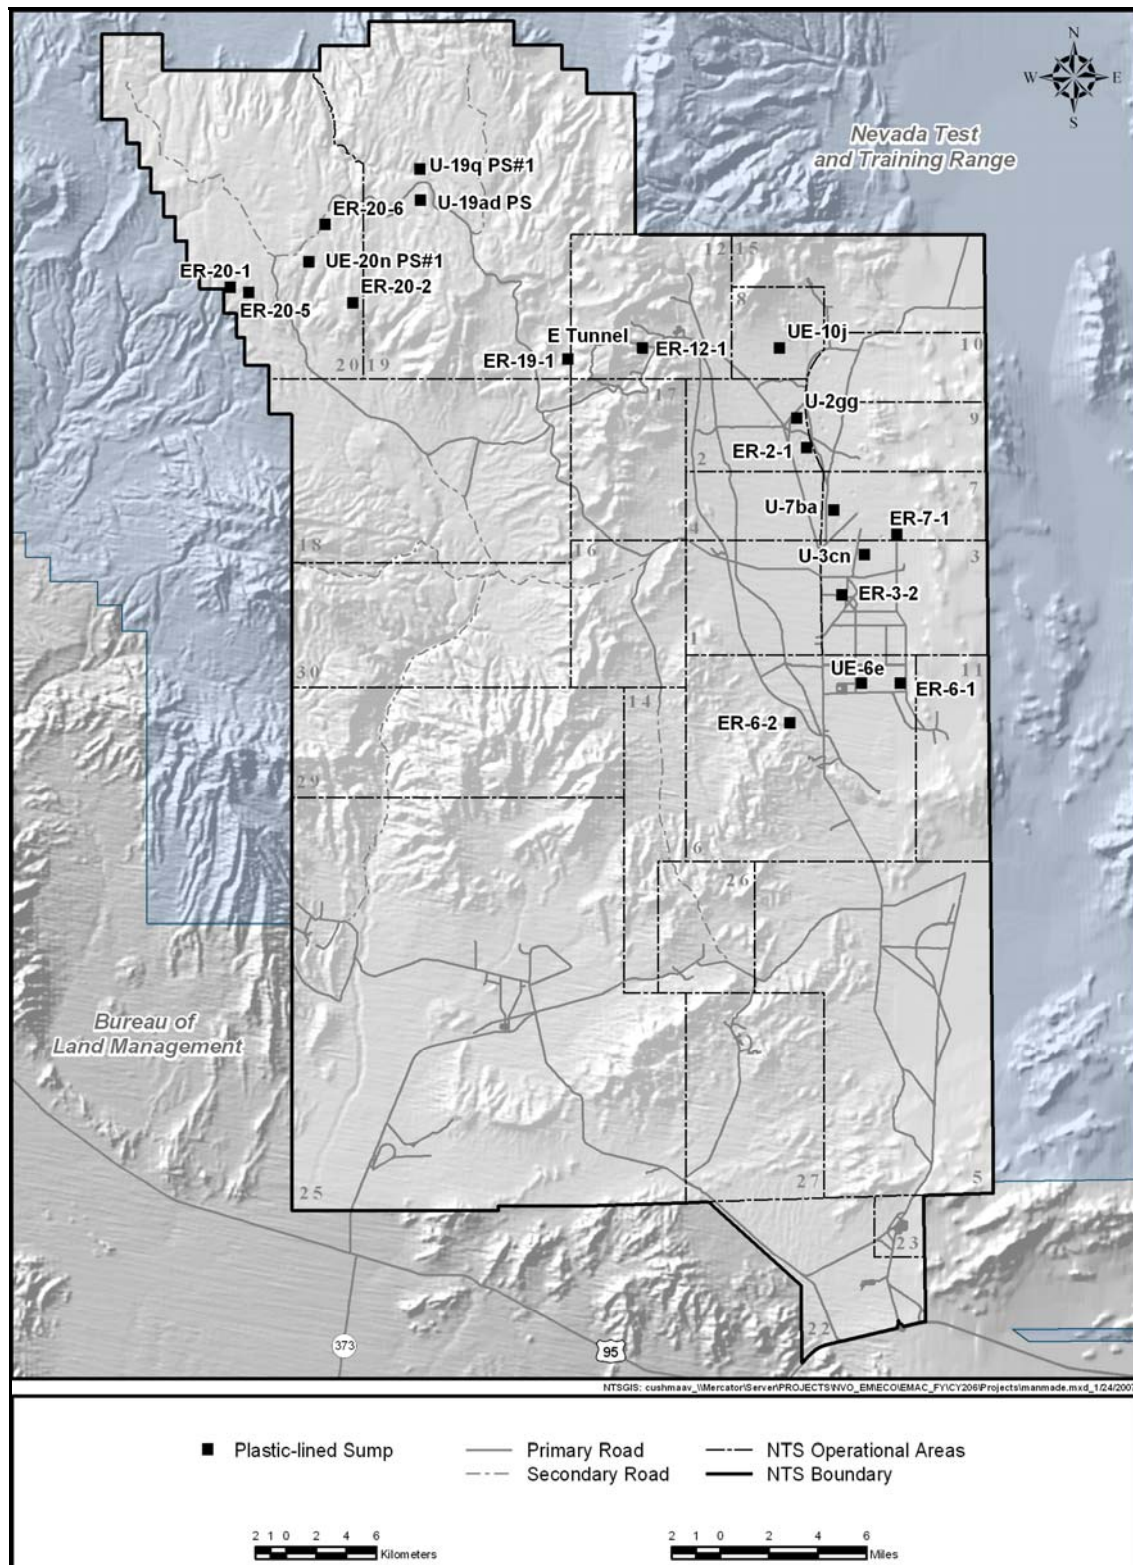 N
W E
S
Nevada Test
and Training Range
U-19q PS#1
U-19ad PS
ER-20-6
UE-20n PS#1
ER-20-1
ER-20-5
ER-20-2
12
15
8
E Tunnel
UE-10j
10
ER-19-1
ER-12-1
20
19
17
U-2gg
9
2
ER-2-1
7
U-7ba
ER-7-1
4
18
16
U-3cn
3
ER-3-2
1
30
UE-6e
11
ER-6-1
14
ER-6-2
29
6
26
Bureau of
Land Management
25
27
5
23
22
373
95
NTSGIS: cushmaav_\\Mercator\Server\PROJECTS\NVO_EM\ECO\EMAC_FY\CY206\Projects\manmade.mxd_1/24/2007
Plastic-lined Sump
Primary Road
NTS Operational Areas
Secondary Road
NTS Boundary
2 1 0 2 4 6
Kilometers
2 1 0 2 4 6
Miles